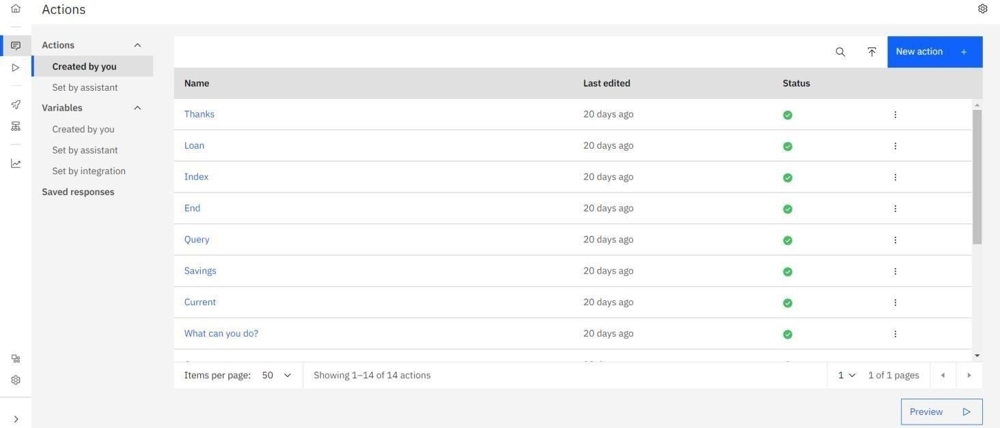 Actions
Actions
Created by you
Set by assistant
Variables
Created by you
Set by assistant
Set by integration
Saved responses
New action +
Name Last edited Status
Thanks 20 days ago
Loan 20 days ago
Index 20 days ago
End 20 days ago
Query 20 days ago
Savings 20 days ago
Current 20 days ago
What can you do? 20 days ago
Items per page: 50 Showing 1–14 of 14 actions 1 1 of 1 pages
Preview